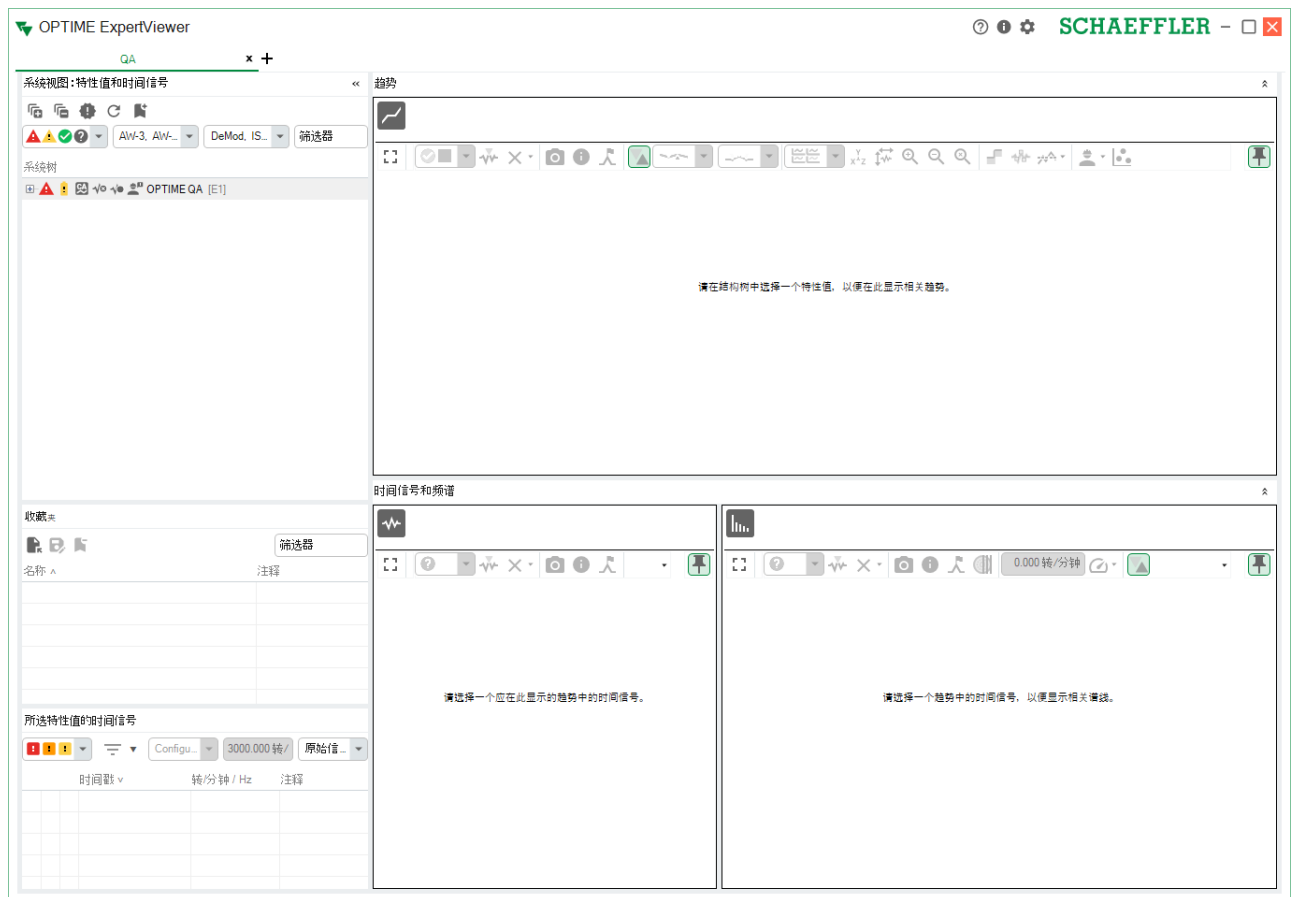 OPTIME ExpertViewer
SCHAEFFLER
QA
系统视图:特性值和时间信号
趋势
AW-3, AW-...
DeMod, IS...
筛选器
系统树
OPTIME QA [E1]
请在结构树中选择一个特性值，以便在此显示相关趋势。
时间信号和频谱
收藏夹
筛选器
名称
注释
0.000 转/分钟
请选择一个应在此显示的趋势中的时间信号。
请选择一个趋势中的时间信号，以便显示相关谱线。
所选特性值的时间信号
Configu...
3000.000 转/
原始信...
时间戳
转/分钟 / Hz
注释